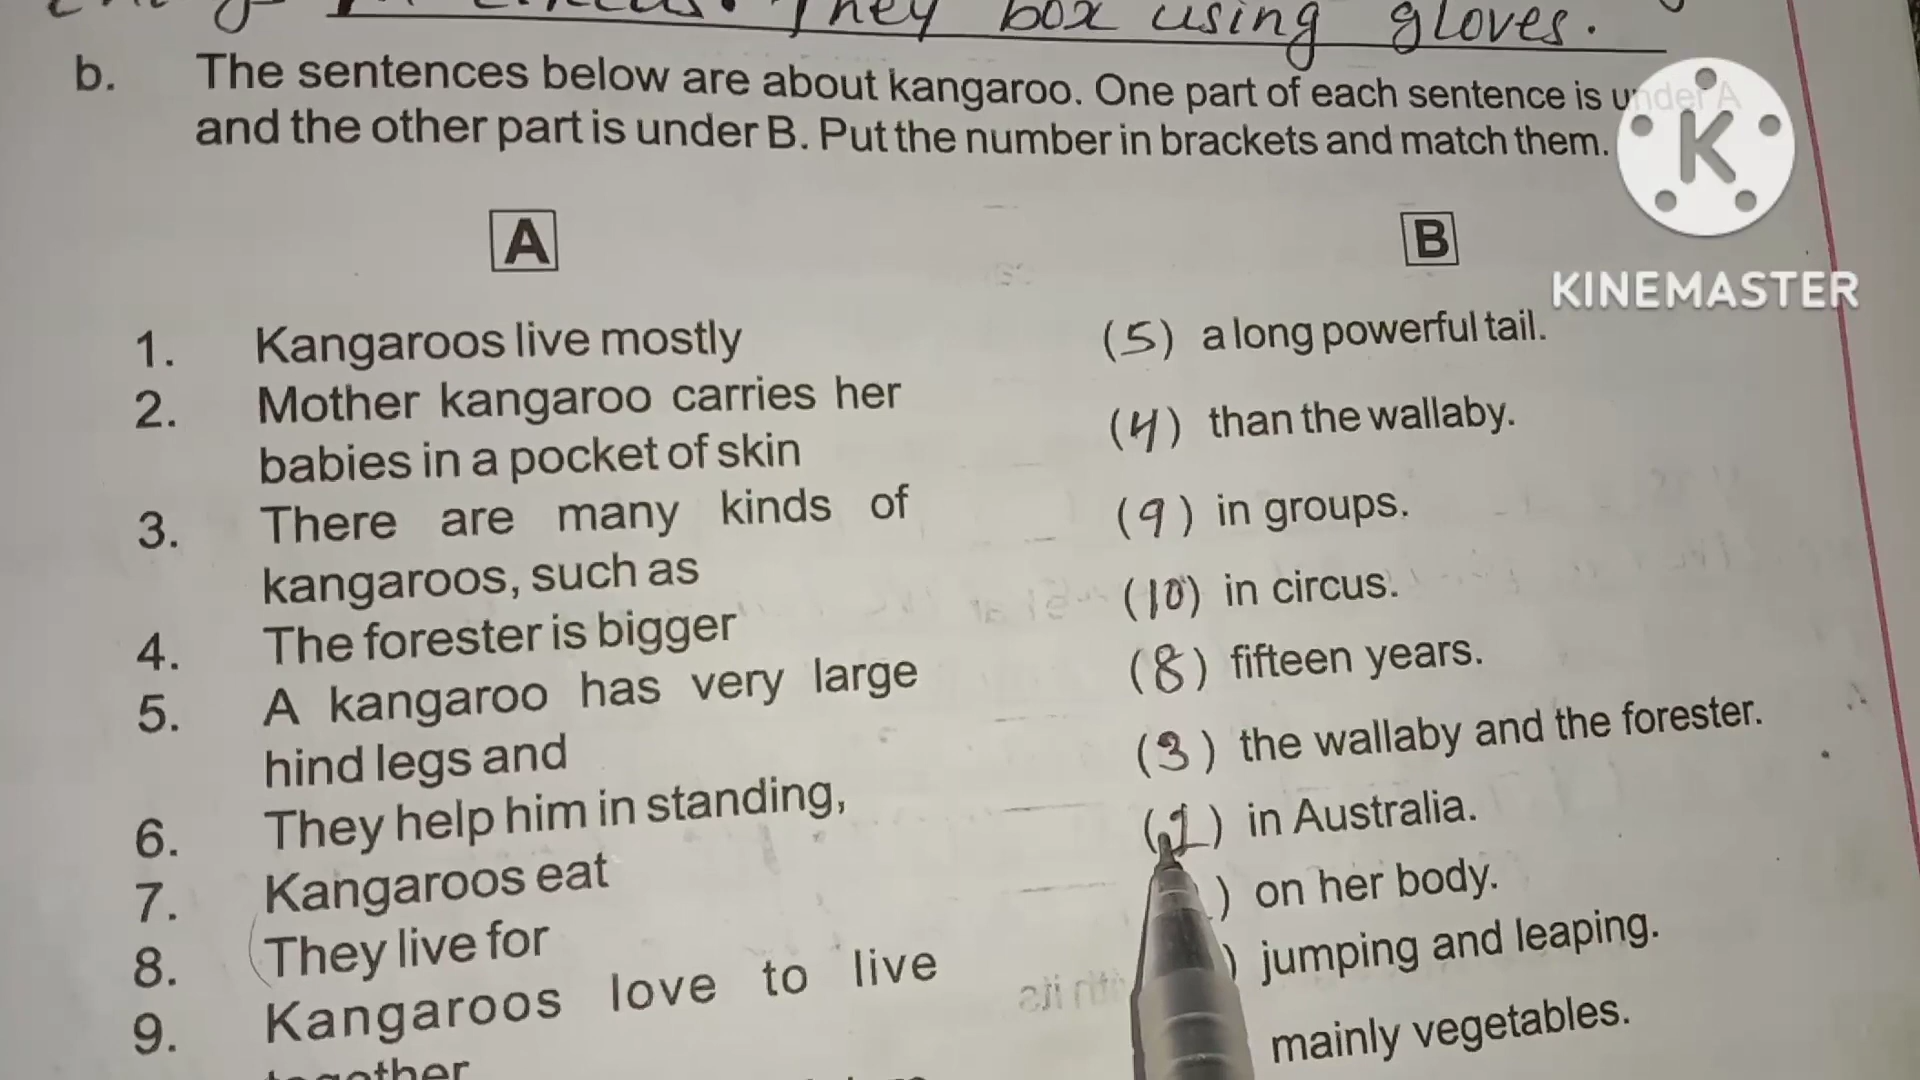 They box using gloves.
b. The sentences below are about kangaroo. One part of each sentence is under A
and the other part is under B. Put the number in brackets and match them.
KINEMASTER
A
B
1. Kangaroos live mostly
(5) a long powerful tail.
2. Mother kangaroo carries her
babies in a pocket of skin
(4) than the wallaby.
3. There are many kinds of
kangaroos, such as
(9) in groups.
4. The forester is bigger
(10) in circus.
5. A kangaroo has very large
hind legs and
(8) fifteen years.
6. They help him in standing,
(3) the wallaby and the forester.
7. Kangaroos eat
(1) in Australia.
8. They live for
) on her body.
9. Kangaroos love to live
together
) jumping and leaping.
mainly vegetables.